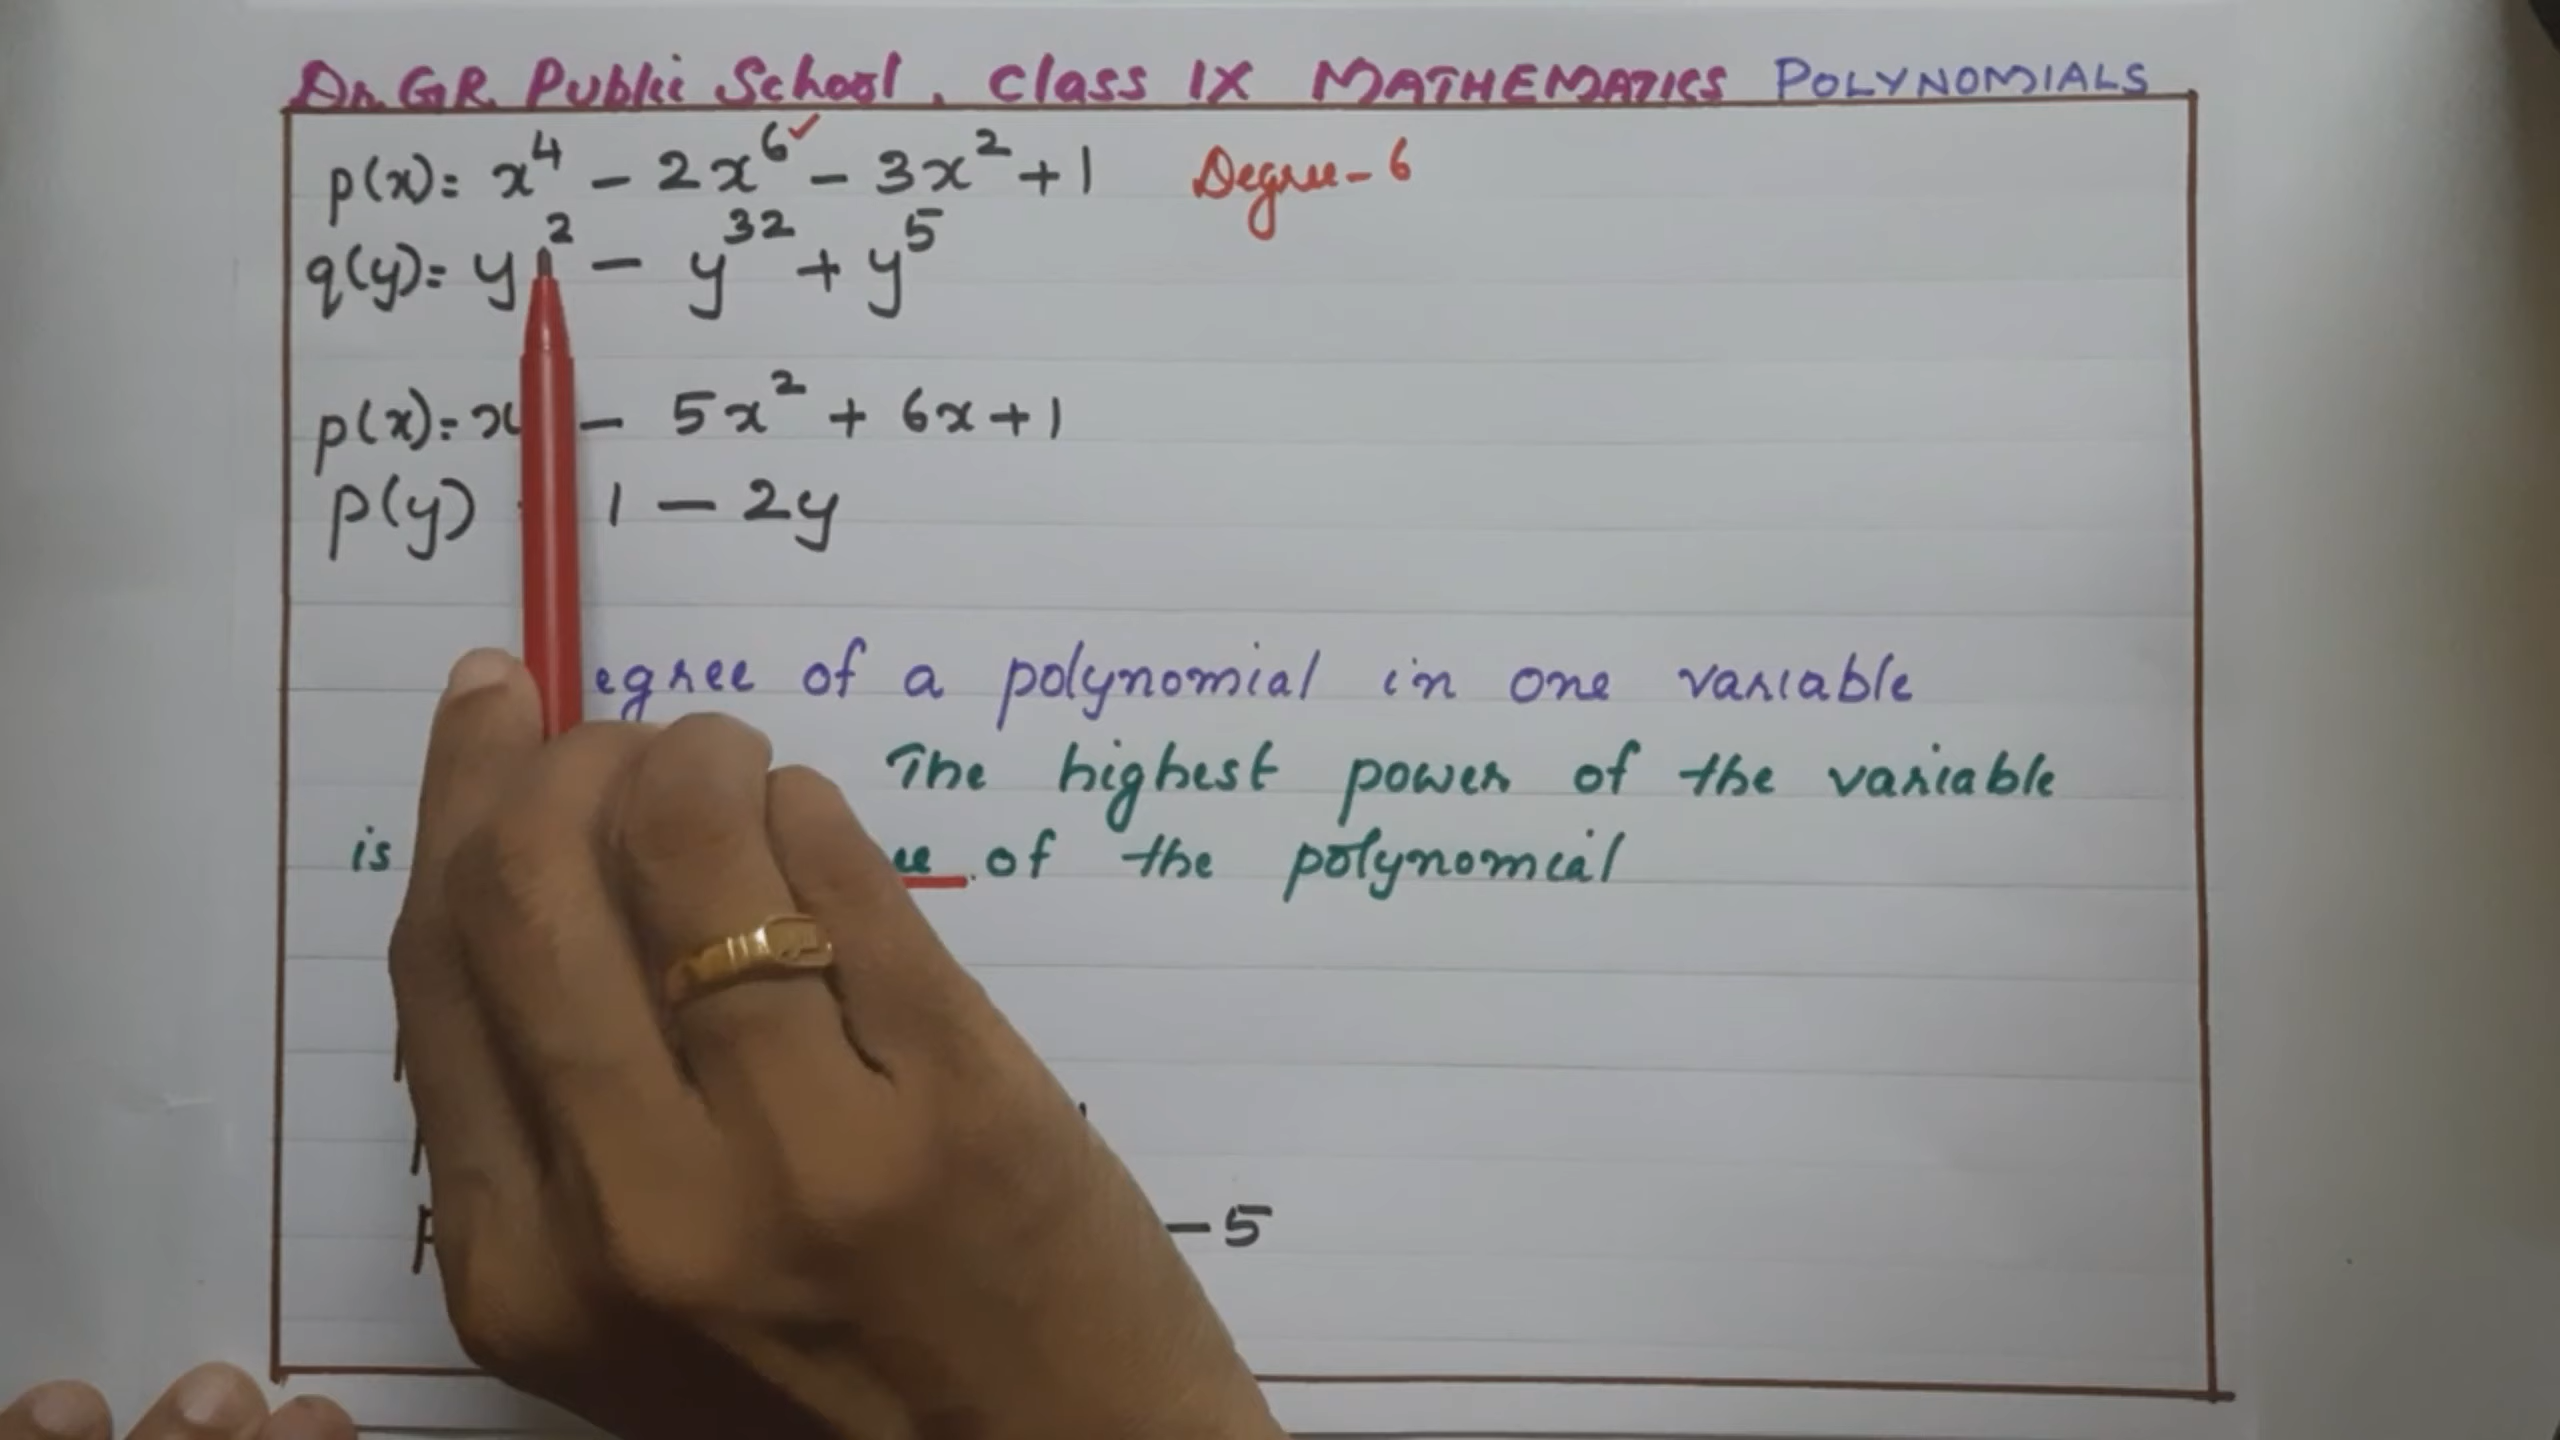 Dr. G.R. Public School, Class IX MATHEMATICS POLYNOMIALS
p(x)= x⁴ - 2x⁶ ✓ - 3x² + 1 Degree - 6
q(y)= y² - y³² + y⁵
p(x)= x - 5x² + 6x + 1
p(y) 1 - 2y
egree of a polynomial in one variable
The highest power of the variable
is ee of the polynomial
- 5